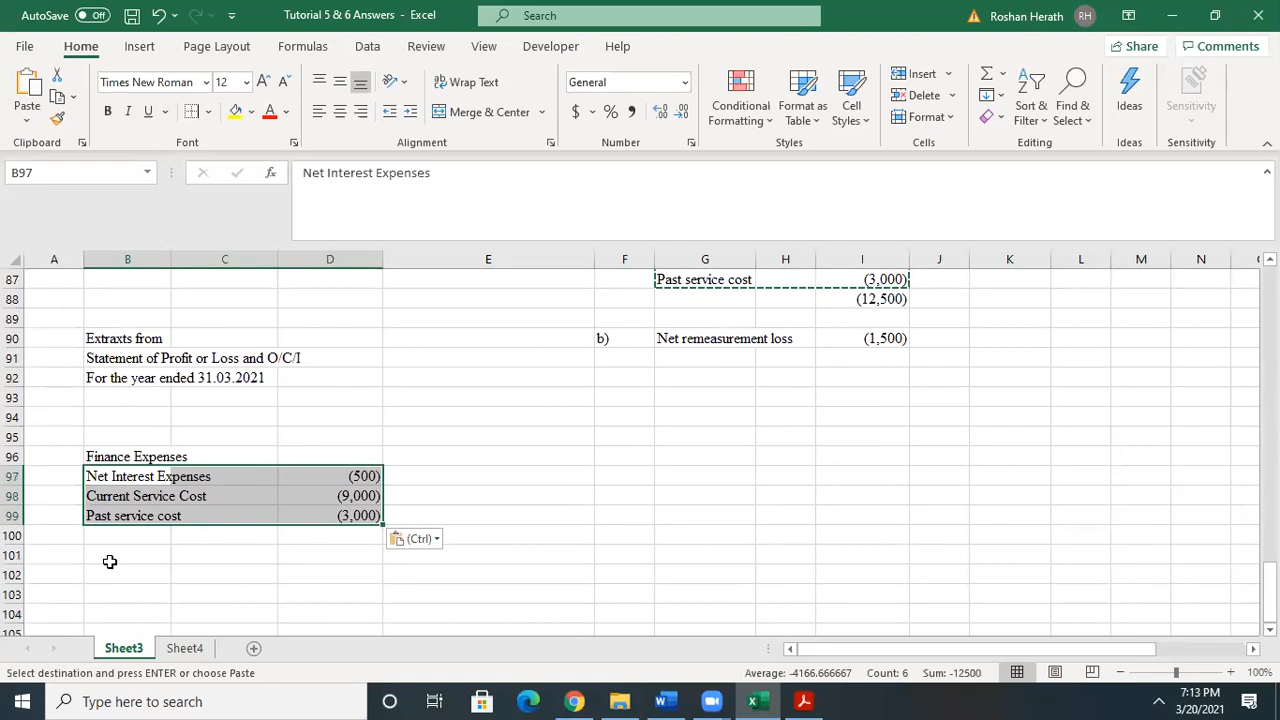 AutoSave Off Tutorial 5 & 6 Answers - Excel Search Roshan Herath RH
File Home Insert Page Layout Formulas Data Review View Developer Help Share Comments
Times New Roman 12 Wrap Text General Insert Delete Format
Paste B I U Merge & Center $ % Conditional Formatting Format as Table Cell Styles Sort & Filter Find & Select Ideas Sensitivity
Clipboard Font Alignment Number Styles Cells Editing Ideas Sensitivity
B97 fx Net Interest Expenses
A B C D E F G H I J K L M N
87 Past service cost (3,000)
88 (12,500)
89
90 Extraxts from b) Net remeasurement loss (1,500)
91 Statement of Profit or Loss and O/C/I
92 For the year ended 31.03.2021
93
94
95
96 Finance Expenses
97 Net Interest Expenses (500)
98 Current Service Cost (9,000)
99 Past service cost (3,000)
100 (Ctrl)
101
102
103
104
105
Sheet3 Sheet4
Select destination and press ENTER or choose Paste Average: -4166.666667 Count: 6 Sum: -12500 100%
Type here to search 7:13 PM
3/20/2021